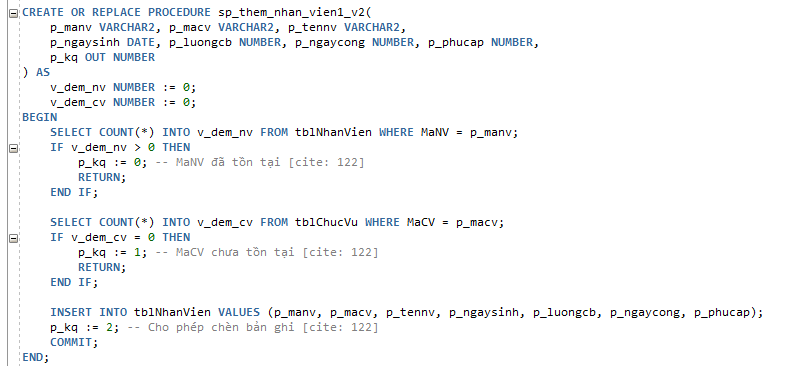 CREATE OR REPLACE PROCEDURE sp_them_nhan_vien1_v2(
    p_manv VARCHAR2, p_macv VARCHAR2, p_tennv VARCHAR2,
    p_ngaysinh DATE, p_luongcb NUMBER, p_ngaycong NUMBER, p_phucap NUMBER,
    p_kq OUT NUMBER
) AS
    v_dem_nv NUMBER := 0;
    v_dem_cv NUMBER := 0;
BEGIN
    SELECT COUNT(*) INTO v_dem_nv FROM tblNhanVien WHERE MaNV = p_manv;
    IF v_dem_nv > 0 THEN
        p_kq := 0; -- MaNV đã tồn tại [cite: 122]
        RETURN;
    END IF;

    SELECT COUNT(*) INTO v_dem_cv FROM tblChucVu WHERE MaCV = p_macv;
    IF v_dem_cv = 0 THEN
        p_kq := 1; -- MaCV chưa tồn tại [cite: 122]
        RETURN;
    END IF;

    INSERT INTO tblNhanVien VALUES (p_manv, p_macv, p_tennv, p_ngaysinh, p_luongcb, p_ngaycong, p_phucap);
    p_kq := 2; -- Cho phép chèn bản ghi [cite: 122]
    COMMIT;
END;